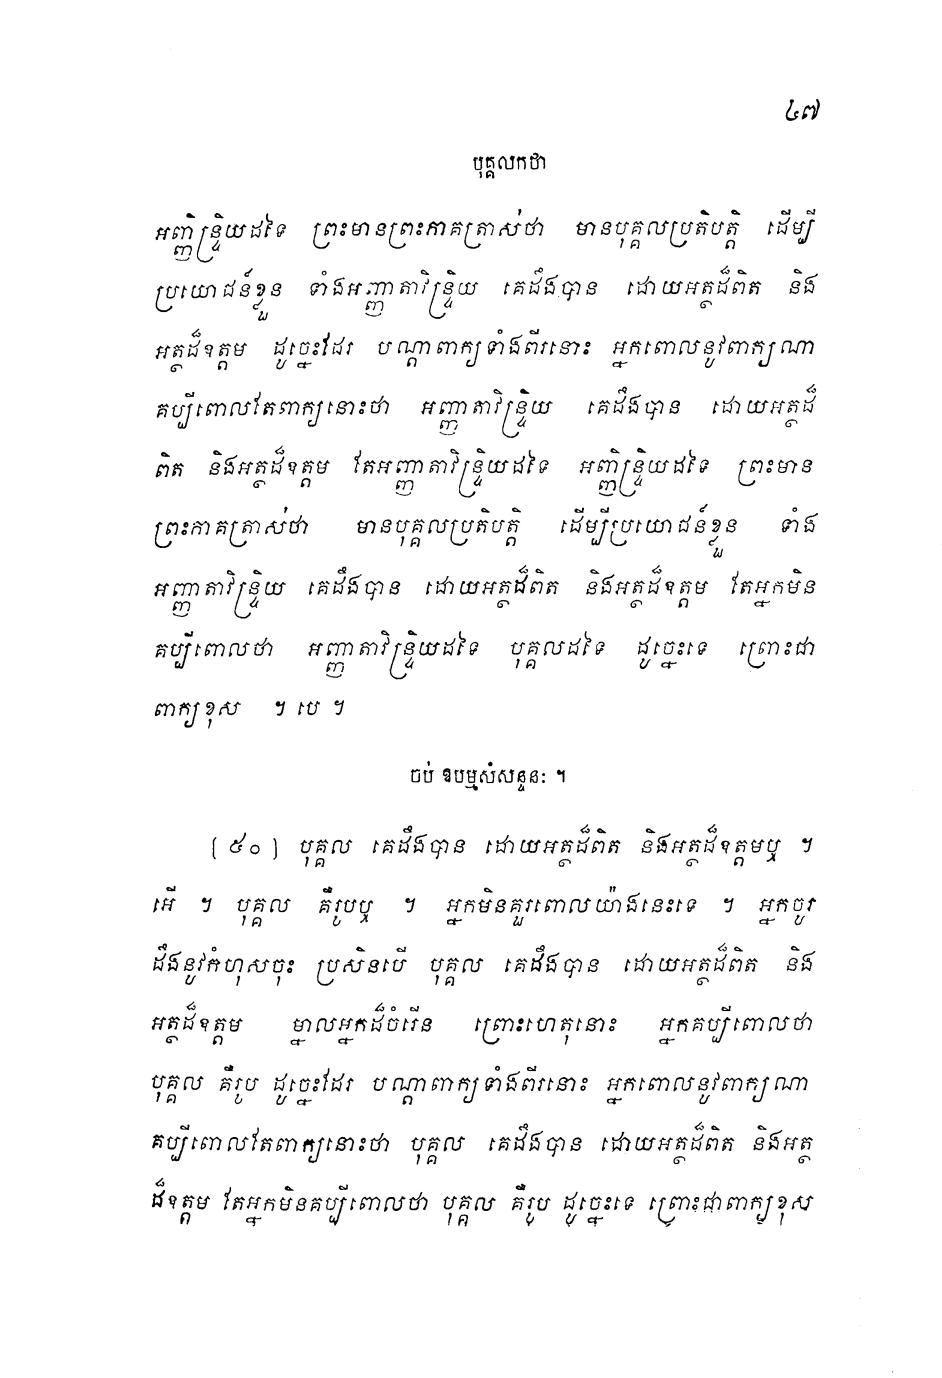 ៤៧
បុគ្គលកថា
អញ្ញិន្ទ្រិយដទៃ ព្រះមានព្រះភាគត្រាស់ថា មានបុគ្គលប្រតិបត្តិ ដើម្បី
ប្រយោជន៍ខ្លួន ទាំងអញ្ញាតាវិន្ទ្រិយ គេដឹងបាន ដោយអត្ថដ៏ពិត និង
អត្ថដ៏ឧត្តម ដូច្នេះដែរ បណ្តាពាក្យទាំងពីរនោះ អ្នកពោលនូវពាក្យណា
គប្បីពោលតែពាក្យនោះថា អញ្ញាតាវិន្ទ្រិយ គេដឹងបាន ដោយអត្ថដ៏
ពិត និងអត្ថដ៏ឧត្តម តែអញ្ញាតាវិន្ទ្រិយដទៃ អញ្ញិន្ទ្រិយដទៃ ព្រះមាន
ព្រះភាគត្រាស់ថា មានបុគ្គលប្រតិបត្តិ ដើម្បីប្រយោជន៍ខ្លួន ទាំង
អញ្ញាតាវិន្ទ្រិយ គេដឹងបាន ដោយអត្ថដ៏ពិត និងអត្ថដ៏ឧត្តម តែអ្នកមិន
គប្បីពោលថា អញ្ញាតាវិន្ទ្រិយដទៃ បុគ្គលដទៃ ដូច្នេះទេ ព្រោះជា
ពាក្យខុស ។ បេ ។
ចប់ ឧបម្មសំសន្ទនៈ ។
(៥០) បុគ្គល គេដឹងបាន ដោយអត្ថដ៏ពិត និងអត្ថដ៏ឧត្តមឬ ។
អើ ។ បុគ្គល គឺរូបឬ ។ អ្នកមិនគួរពោលយ៉ាងនេះទេ ។ អ្នកចូរ
ដឹងនូវកំហុសចុះ ប្រសិនបើ បុគ្គល គេដឹងបាន ដោយអត្ថដ៏ពិត និង
អត្ថដ៏ឧត្តម ម្នាលអ្នកដ៏ចំរើន ព្រោះហេតុនោះ អ្នកគប្បីពោលថា
បុគ្គល គឺរូប ដូច្នេះដែរ បណ្តាពាក្យទាំងពីរនោះ អ្នកពោលនូវពាក្យណា
គប្បីពោលតែពាក្យនោះថា បុគ្គល គេដឹងបាន ដោយអត្ថដ៏ពិត និងអត្ថ
ដ៏ឧត្តម តែអ្នកមិនគប្បីពោលថា បុគ្គល គឺរូប ដូច្នេះទេ ព្រោះជាពាក្យខុស